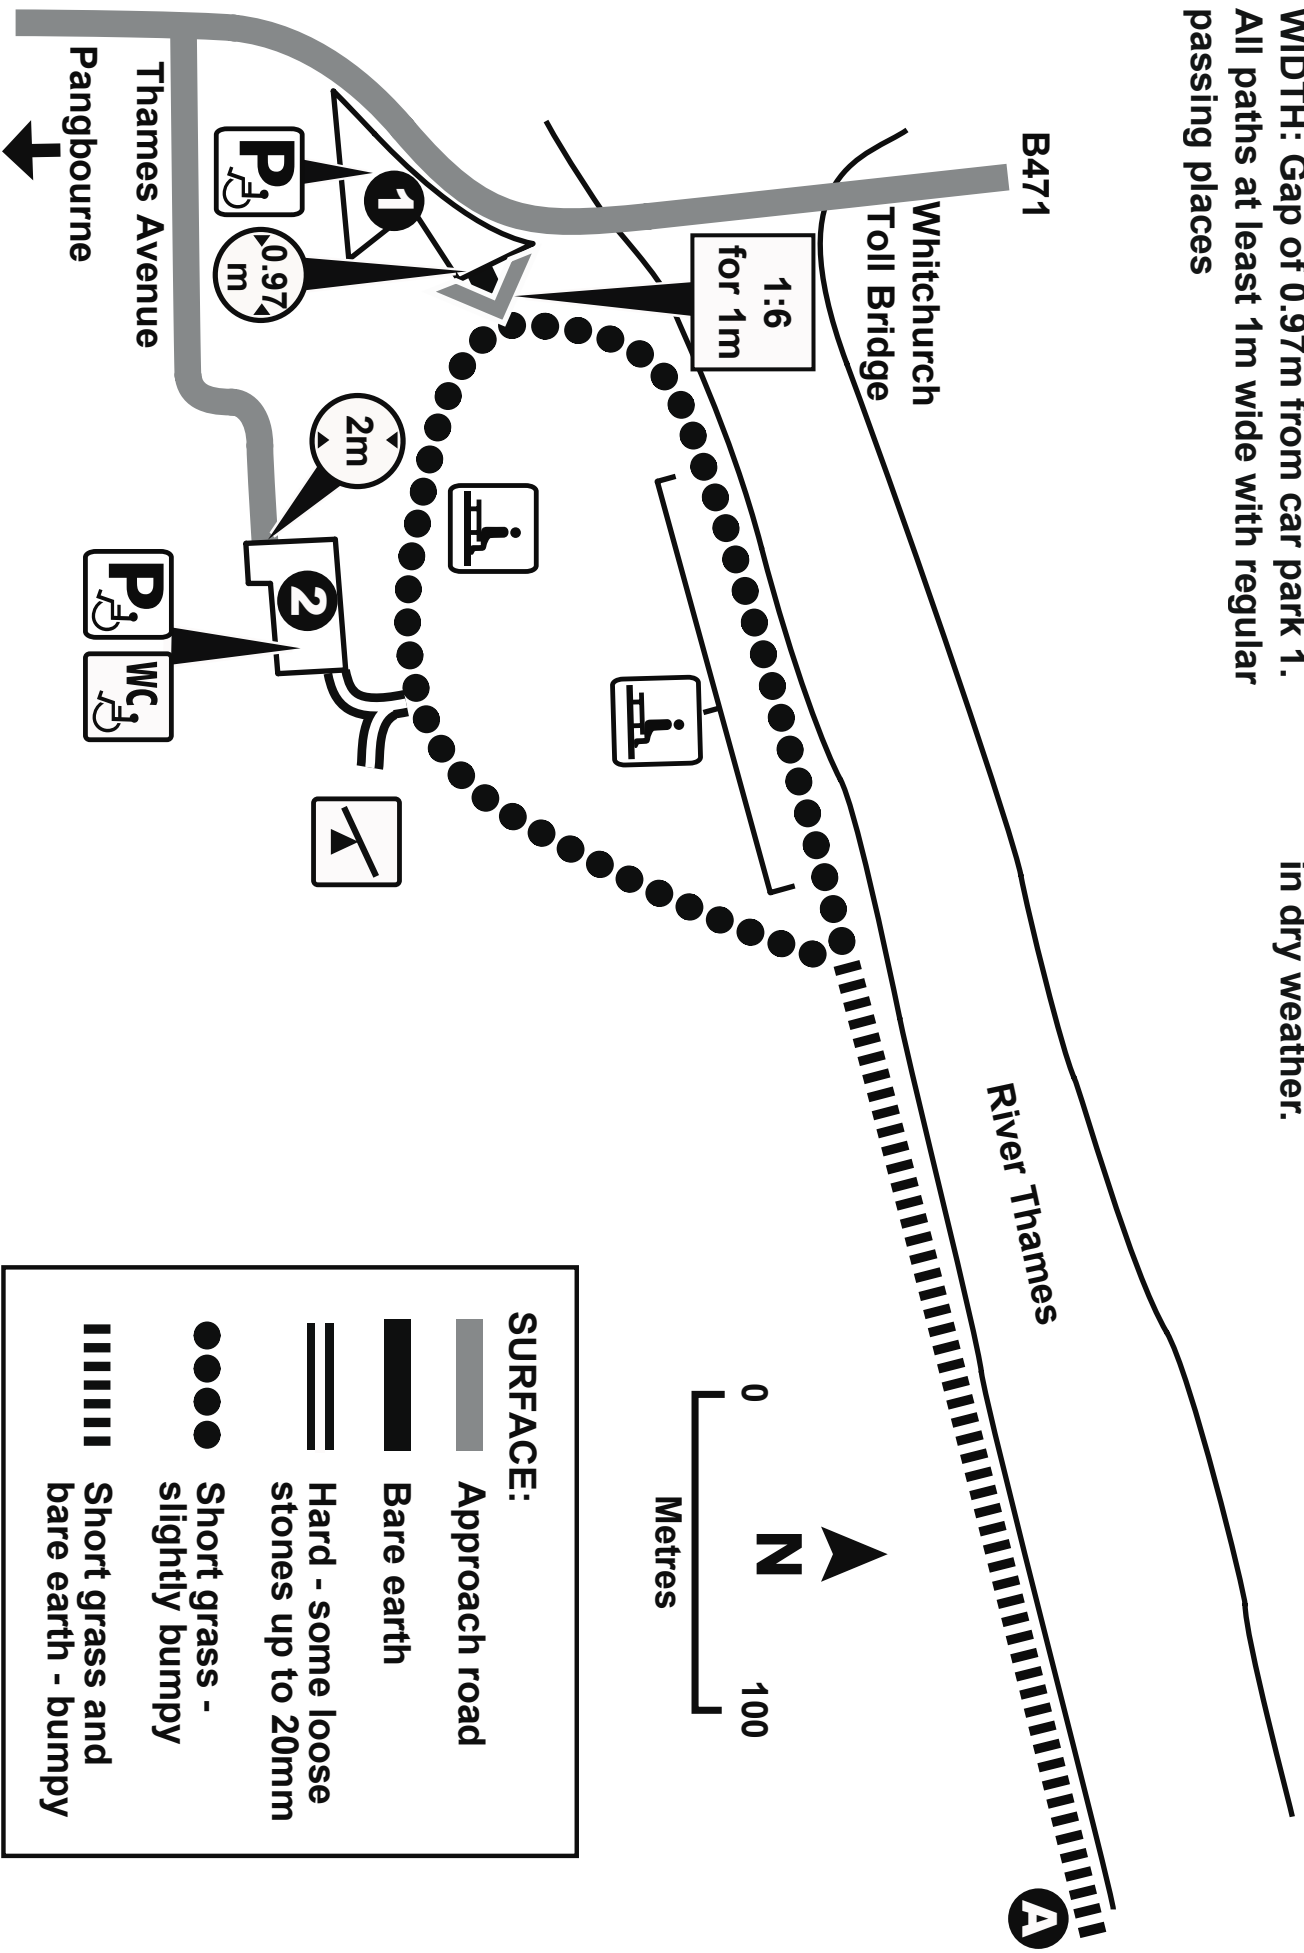 WIDTH: Gap of 0.97m from car park 1.
All paths at least 1m wide with regular
passing places
in dry weather.
B471
Whitchurch
Toll Bridge
1:6
for 1m
River Thames
1
P
0.97
m
Thames Avenue
Pangbourne
2m
2
P
WC
A
N
0
100
Metres
SURFACE:
Approach road
Bare earth
Hard - some loose
stones up to 20mm
Short grass -
slightly bumpy
Short grass and
bare earth - bumpy